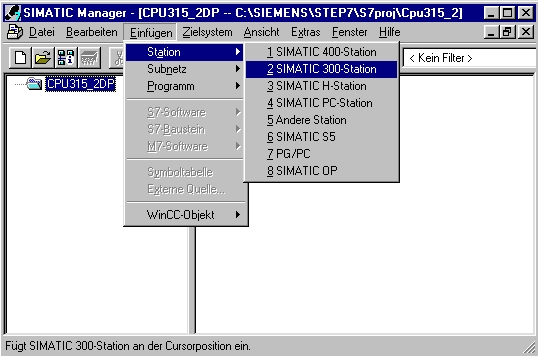 SIMATIC Manager - [CPU315_2DP -- C:\SIEMENS\STEP7\S7proj\Cpu315_2]
Datei Bearbeiten Einfügen Zielsystem Ansicht Extras Fenster Hilfe
< Kein Filter >
CPU315_2DP
Station
Subnetz
Programm
S7-Software
S7-Baustein
M7-Software
Symboltabelle
Externe Quelle...
WinCC-Objekt
1 SIMATIC 400-Station
2 SIMATIC 300-Station
3 SIMATIC H-Station
4 SIMATIC PC-Station
5 Andere Station
6 SIMATIC S5
7 PG/PC
8 SIMATIC OP
Fügt SIMATIC 300-Station an der Cursorposition ein.